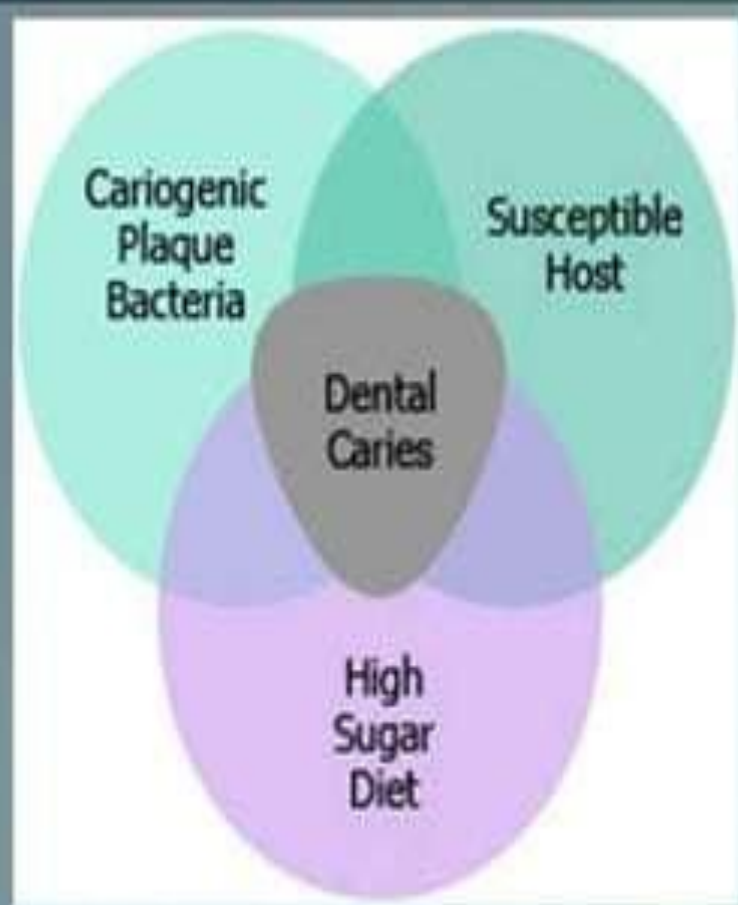 Cariogenic
Plaque
Bacteria
Susceptible
Host
Dental
Caries
High
Sugar
Diet